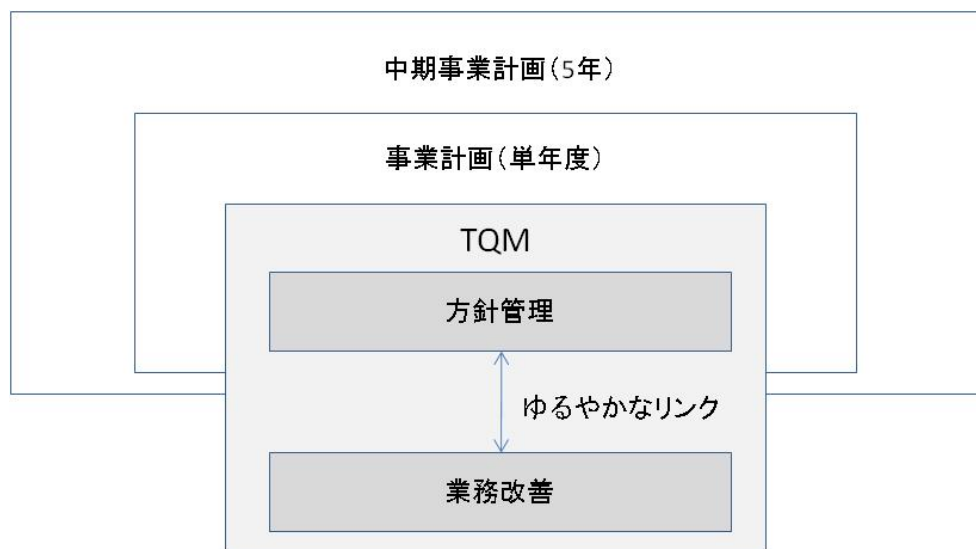 中期事業計画（5年）
事業計画（単年度）
TQM
方針管理
ゆるやかなリンク
業務改善